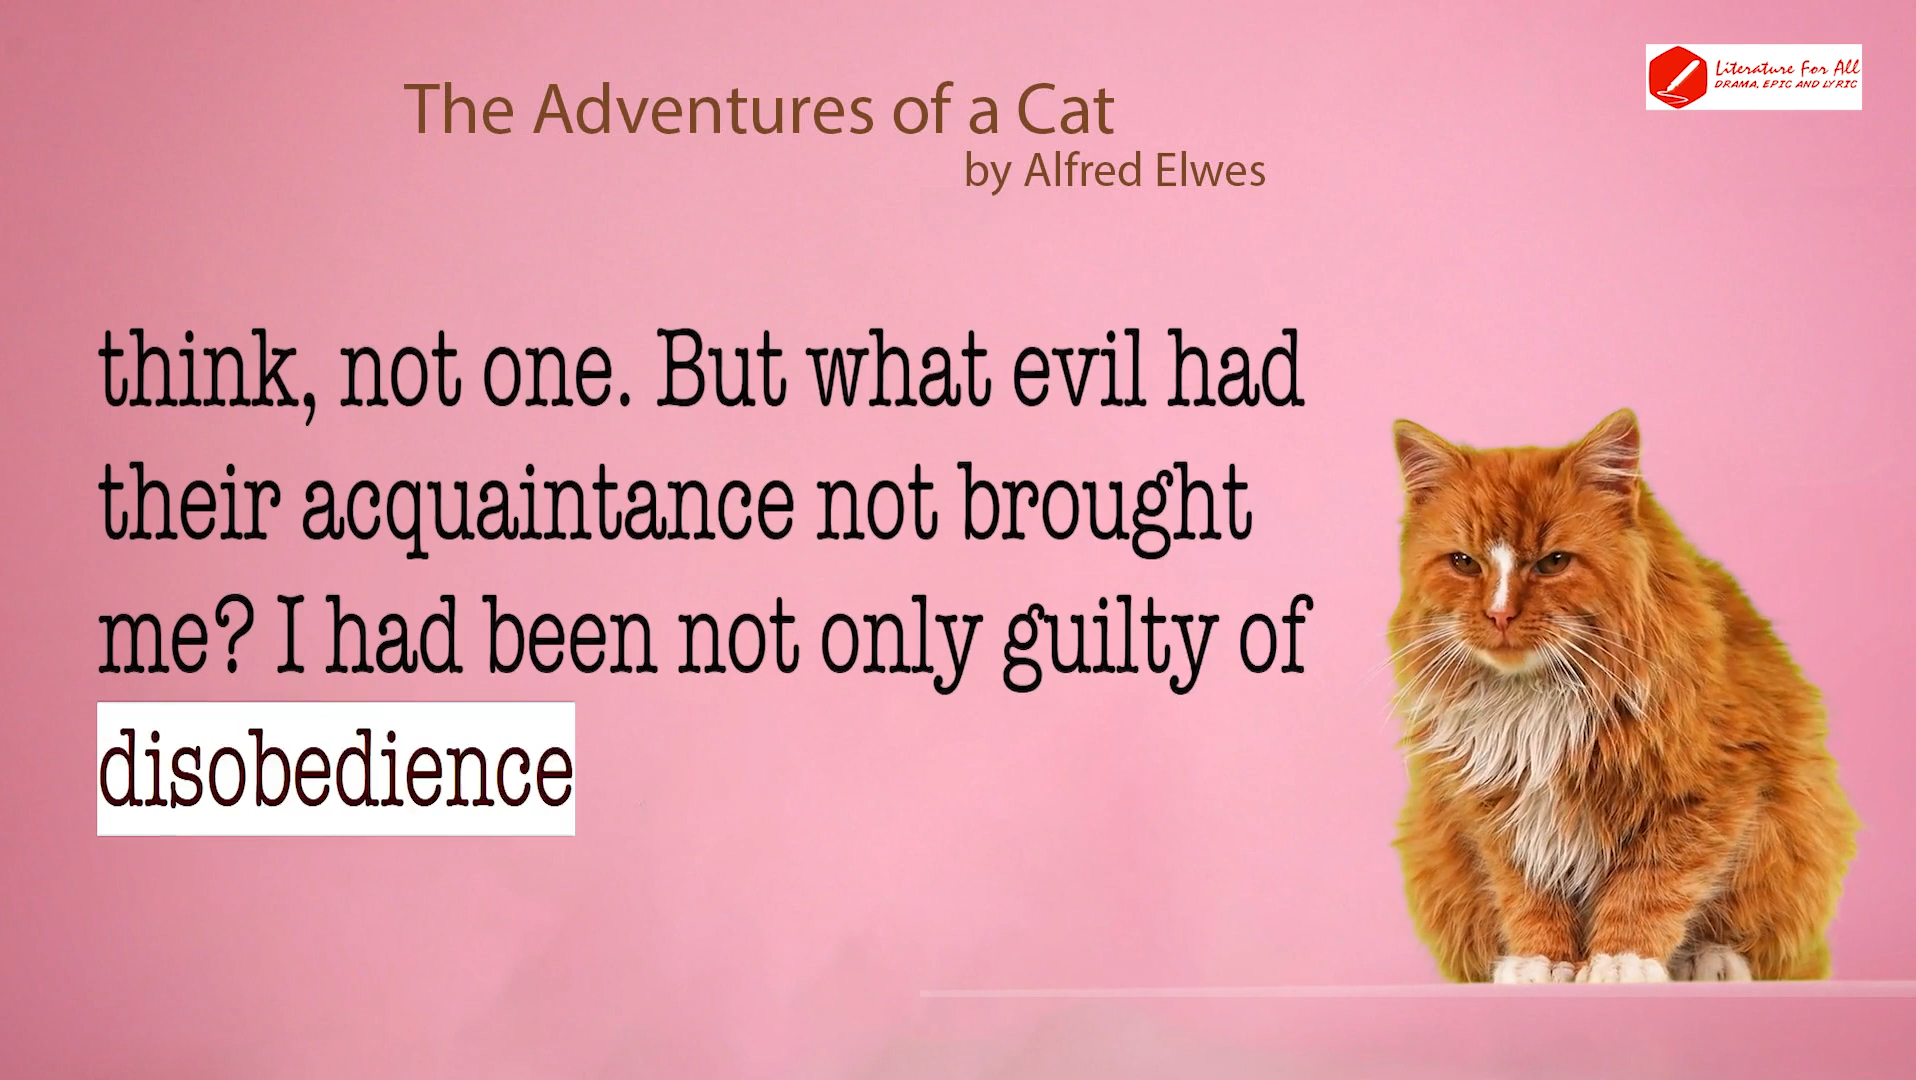 The Adventures of a Cat
by Alfred Elwes
Literature For All
DRAMA, EPIC AND LYRIC
think, not one. But what evil had
their acquaintance not brought
me? I had been not only guilty of
disobedience